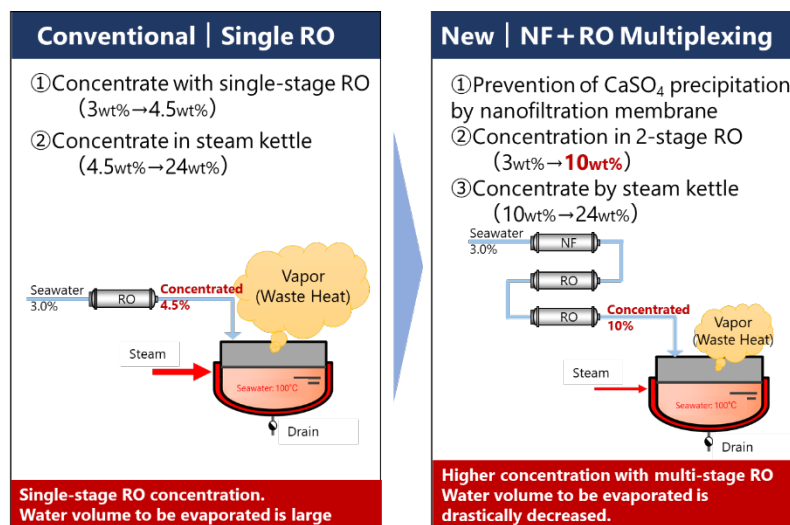 Conventional | Single RO
①Concentrate with single-stage RO
（3wt%→4.5wt%）
②Concentrate in steam kettle
（4.5wt%→24wt%）
Seawater
3.0%
RO
Concentrated
4.5%
Vapor
(Waste Heat)
Steam
Seawater: 100℃
Drain
Single-stage RO concentration.
Water volume to be evaporated is large
New | NF＋RO Multiplexing
①Prevention of CaSO₄ precipitation
by nanofiltration membrane
②Concentration in 2-stage RO
（3wt%→10wt%）
③Concentrate by steam kettle
（10wt%→24wt%）
Seawater
3.0%
NF
RO
RO
Concentrated
10%
Vapor
(Waste Heat)
Steam
Seawater: 100℃
Drain
Higher concentration with multi-stage RO
Water volume to be evaporated is
drastically decreased.